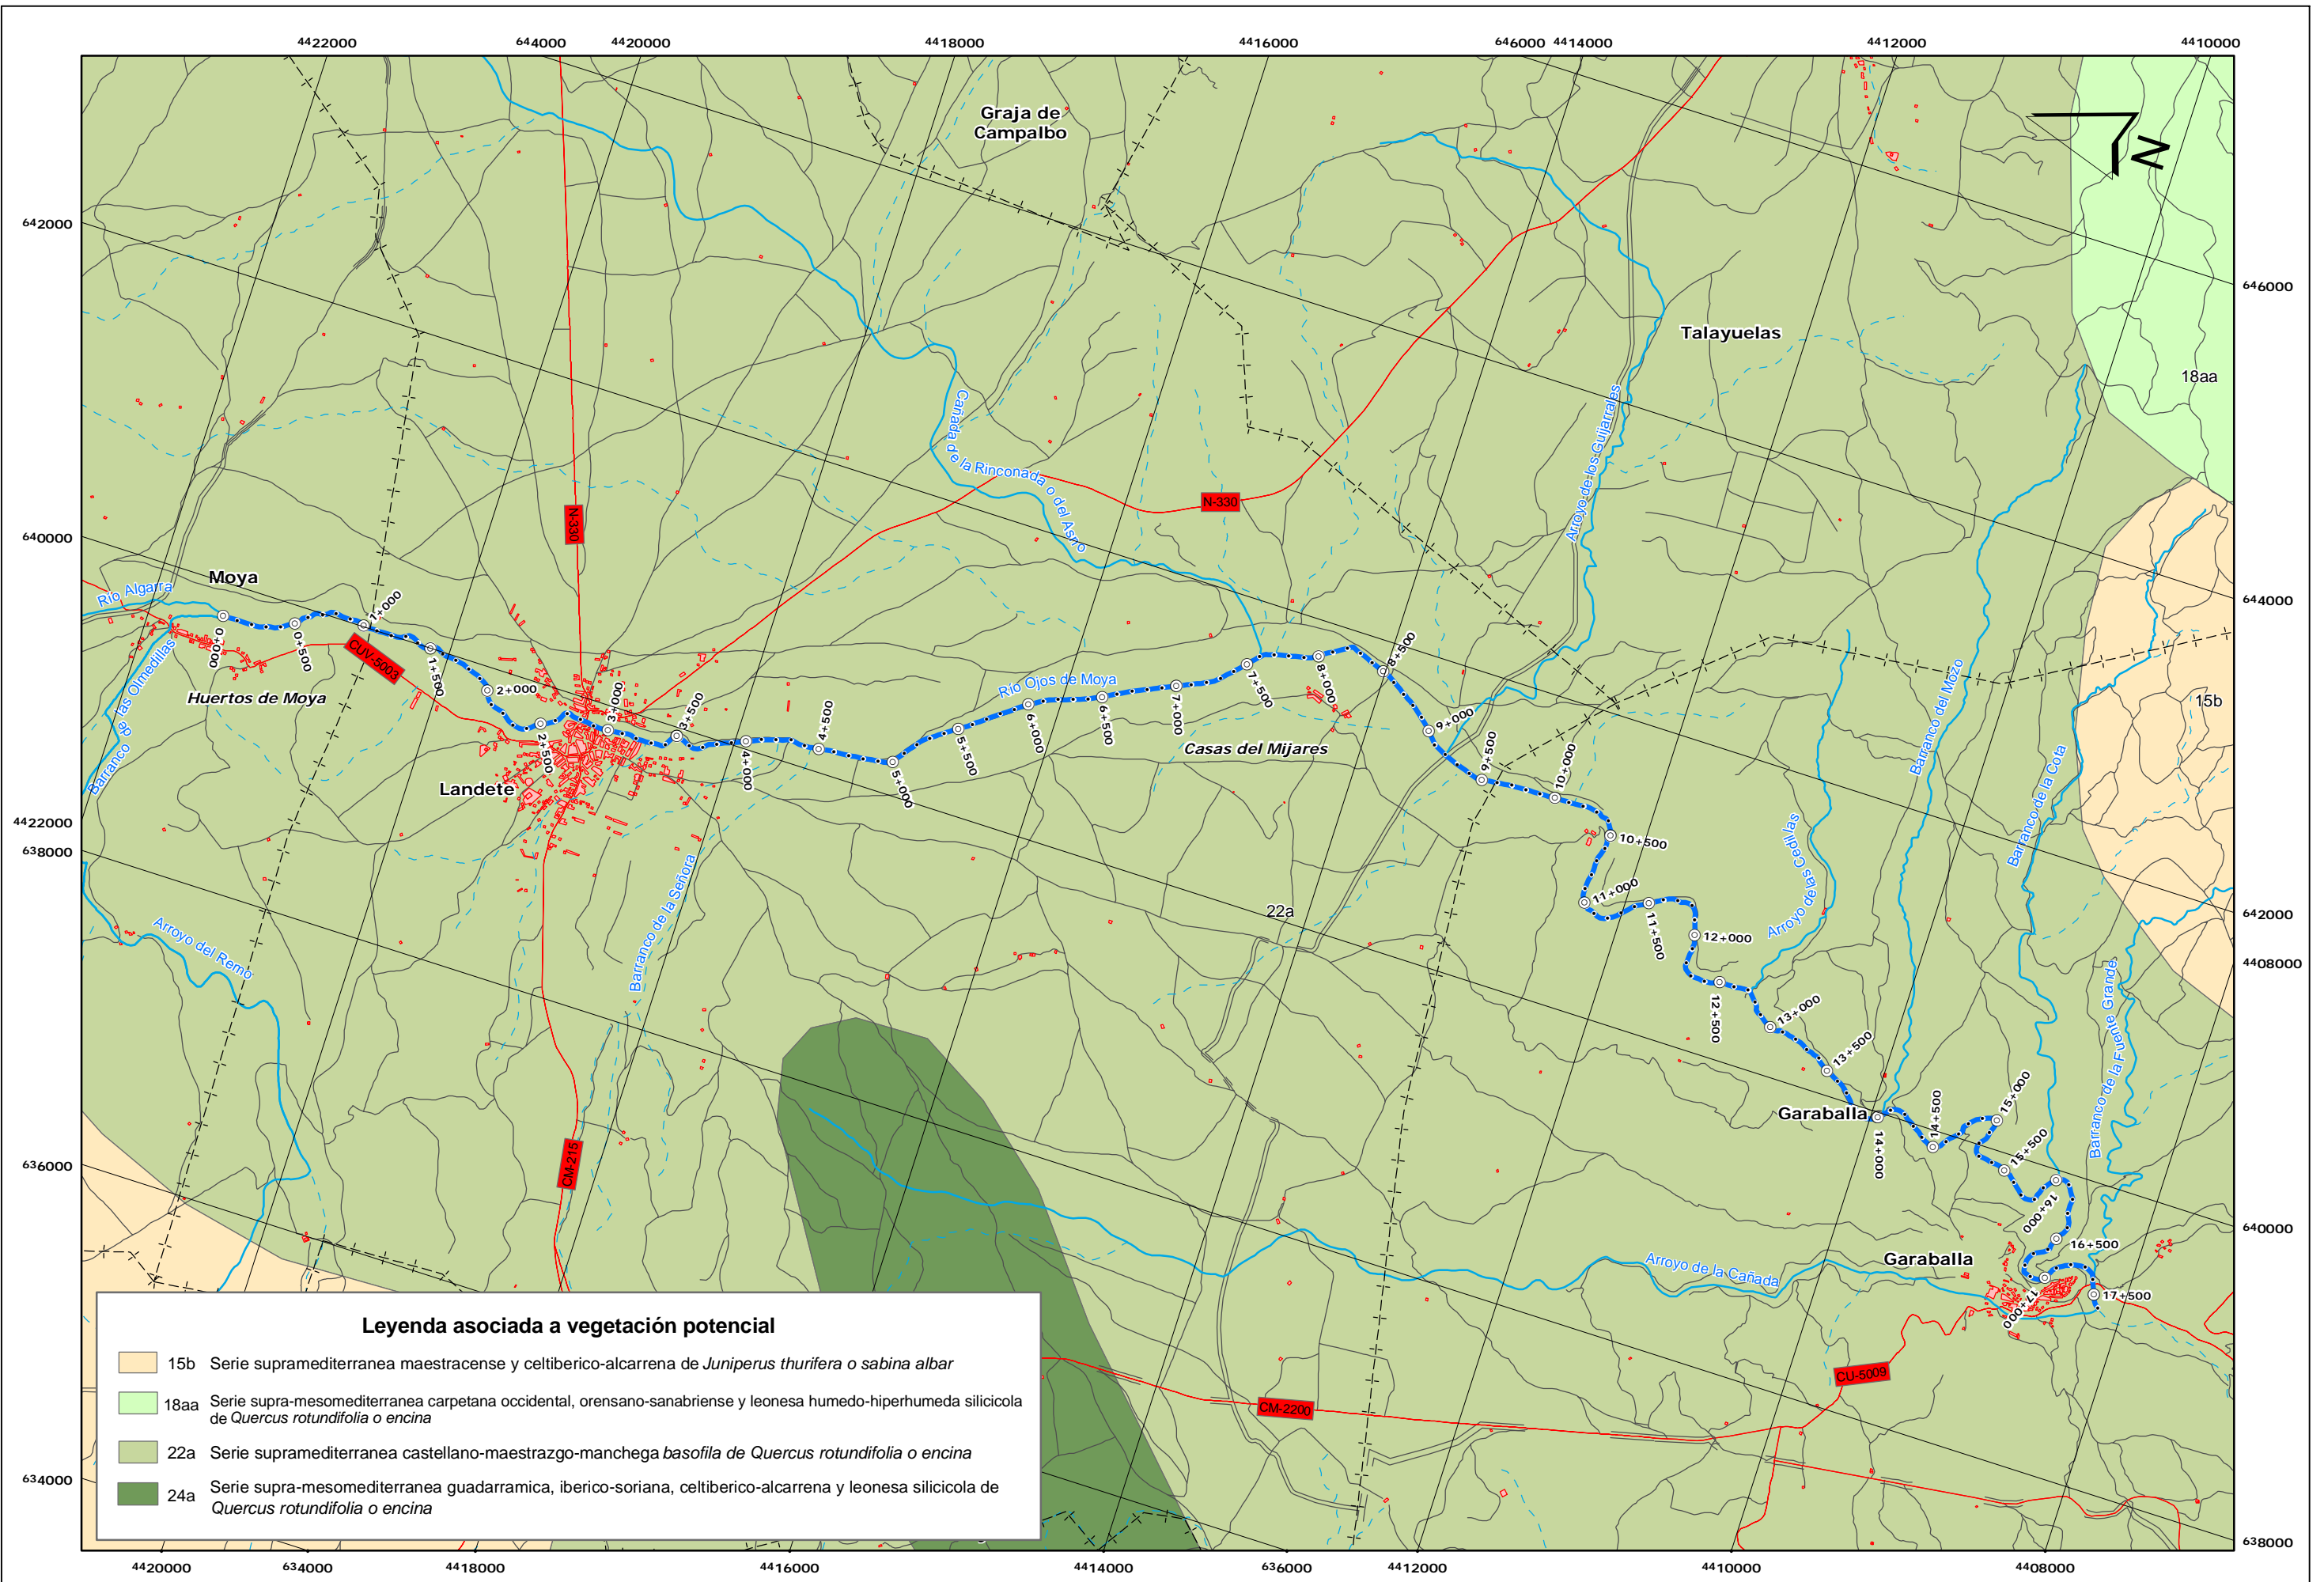 4422000
644000
4420000
4418000
4416000
646000
4414000
4412000
4410000
Graja de
Campalbo
N
642000
646000
Talayuelas
18aa
Cañada de la Rinconada o del Asno
Arroyo de los Guijarrales
N-330
N-330
640000
Moya
Río Algarra
644000
1+000
0+000
0+500
CUV-5003
1+500
2+000
Huertos de Moya
Barranco de las Olmedillas
3+000
3+500
2+500
Landete
4+000
4+500
5+000
5+500
Río Ojos de Moya
6+000
6+500
7+000
7+500
8+000
8+500
Casas del Mijares
9+000
9+500
10+000
10+500
Barranco del Mozo
15b
Barranco de la Cota
4422000
638000
Arroyo de las Cedillas
Barranco de la Señora
22a
11+000
11+500
12+000
642000
Arroyo del Remo
4408000
12+500
13+000
13+500
Barranco de la Fuente Grande
Garaballa
14+000
14+500
15+000
15+500
636000
16+000
640000
16+500
CM-215
Garaballa
Arroyo de la Cañada
17+000
17+500
CU-5009
CM-2200
Leyenda asociada a vegetación potencial
15b Serie supramediterranea maestracense y celtiberico-alcarrena de Juniperus thurifera o sabina albar
18aa Serie supra-mesomediterranea carpetana occidental, orensano-sanabriense y leonesa humedo-hiperhumeda silicicola
de Quercus rotundifolia o encina
22a Serie supramediterranea castellano-maestrazgo-manchega basofila de Quercus rotundifolia o encina
24a Serie supra-mesomediterranea guadarramica, iberico-soriana, celtiberico-alcarrena y leonesa silicicola de
Quercus rotundifolia o encina
634000
638000
4420000
634000
4418000
4416000
4414000
636000
4412000
4410000
4408000